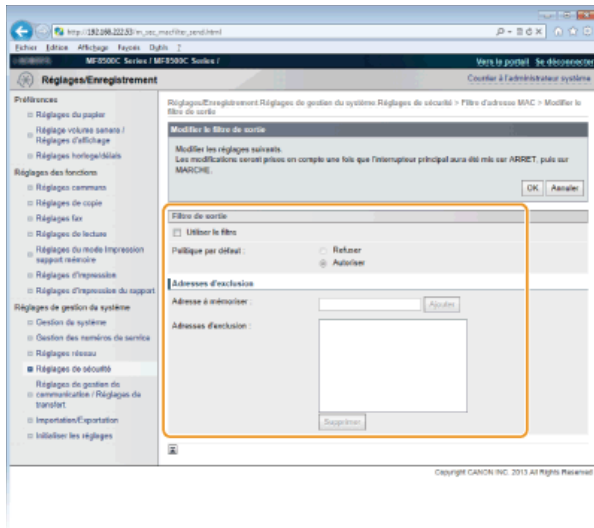 http://192.168.222.53/m_sec_macfilter_send.html
Fichier Edition Affichage Favoris Outils ?
MF8500C Series / MF8500C Series /
Vers le portail Se déconnecter
Réglages/Enregistrement
Courrier à l'administrateur système
Préférences
Réglages du papier
Réglage volume sonore /
Réglages d'affichage
Réglages horloge/délais
Réglages des fonctions
Réglages communs
Réglages de copie
Réglages fax
Réglages de lecture
Réglages du mode Impression
support mémoire
Réglages d'impression
Réglages d'impression du support
Réglages de gestion du système
Gestion du système
Gestion des numéros de service
Réglages réseau
Réglages de sécurité
Réglages de gestion de
communication / Réglages de
transfert
Importation/Exportation
Initialiser les réglages
Réglages/Enregistrement:Réglages de gestion du système:Réglages de sécurité > Filtre d'adresse MAC > Modifier le
filtre de sortie
Modifier le filtre de sortie
Modifier les réglages suivants.
Les modifications seront prises en compte une fois que l'interrupteur principal aura été mis sur ARRET, puis sur
MARCHE.
OK Annuler
Filtre de sortie
Utiliser le filtre
Politique par défaut :
Refuser
Autoriser
Adresses d'exclusion
Adresse à mémoriser :
Ajouter
Adresses d'exclusion :
Supprimer
Copyright CANON INC. 2013 All Rights Reserved